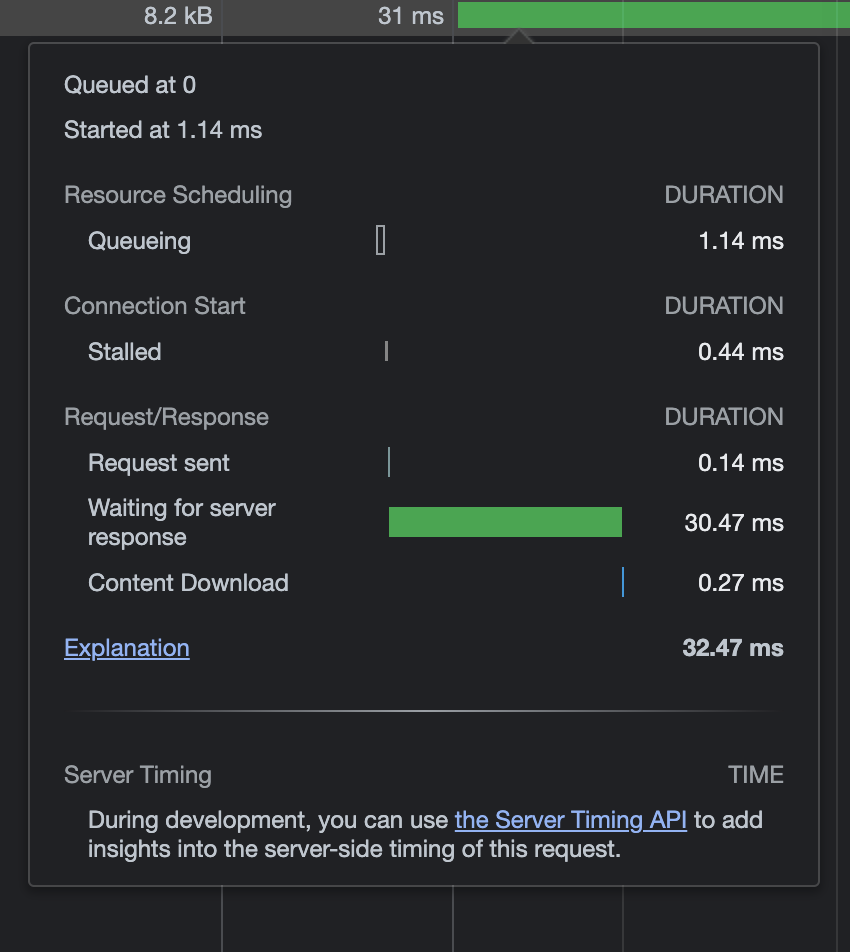 8.2 kB 31 ms
Queued at 0
Started at 1.14 ms
Resource Scheduling DURATION
Queueing 1.14 ms
Connection Start DURATION
Stalled 0.44 ms
Request/Response DURATION
Request sent 0.14 ms
Waiting for server
response 30.47 ms
Content Download 0.27 ms
Explanation 32.47 ms
Server Timing TIME
During development, you can use the Server Timing API to add
insights into the server-side timing of this request.